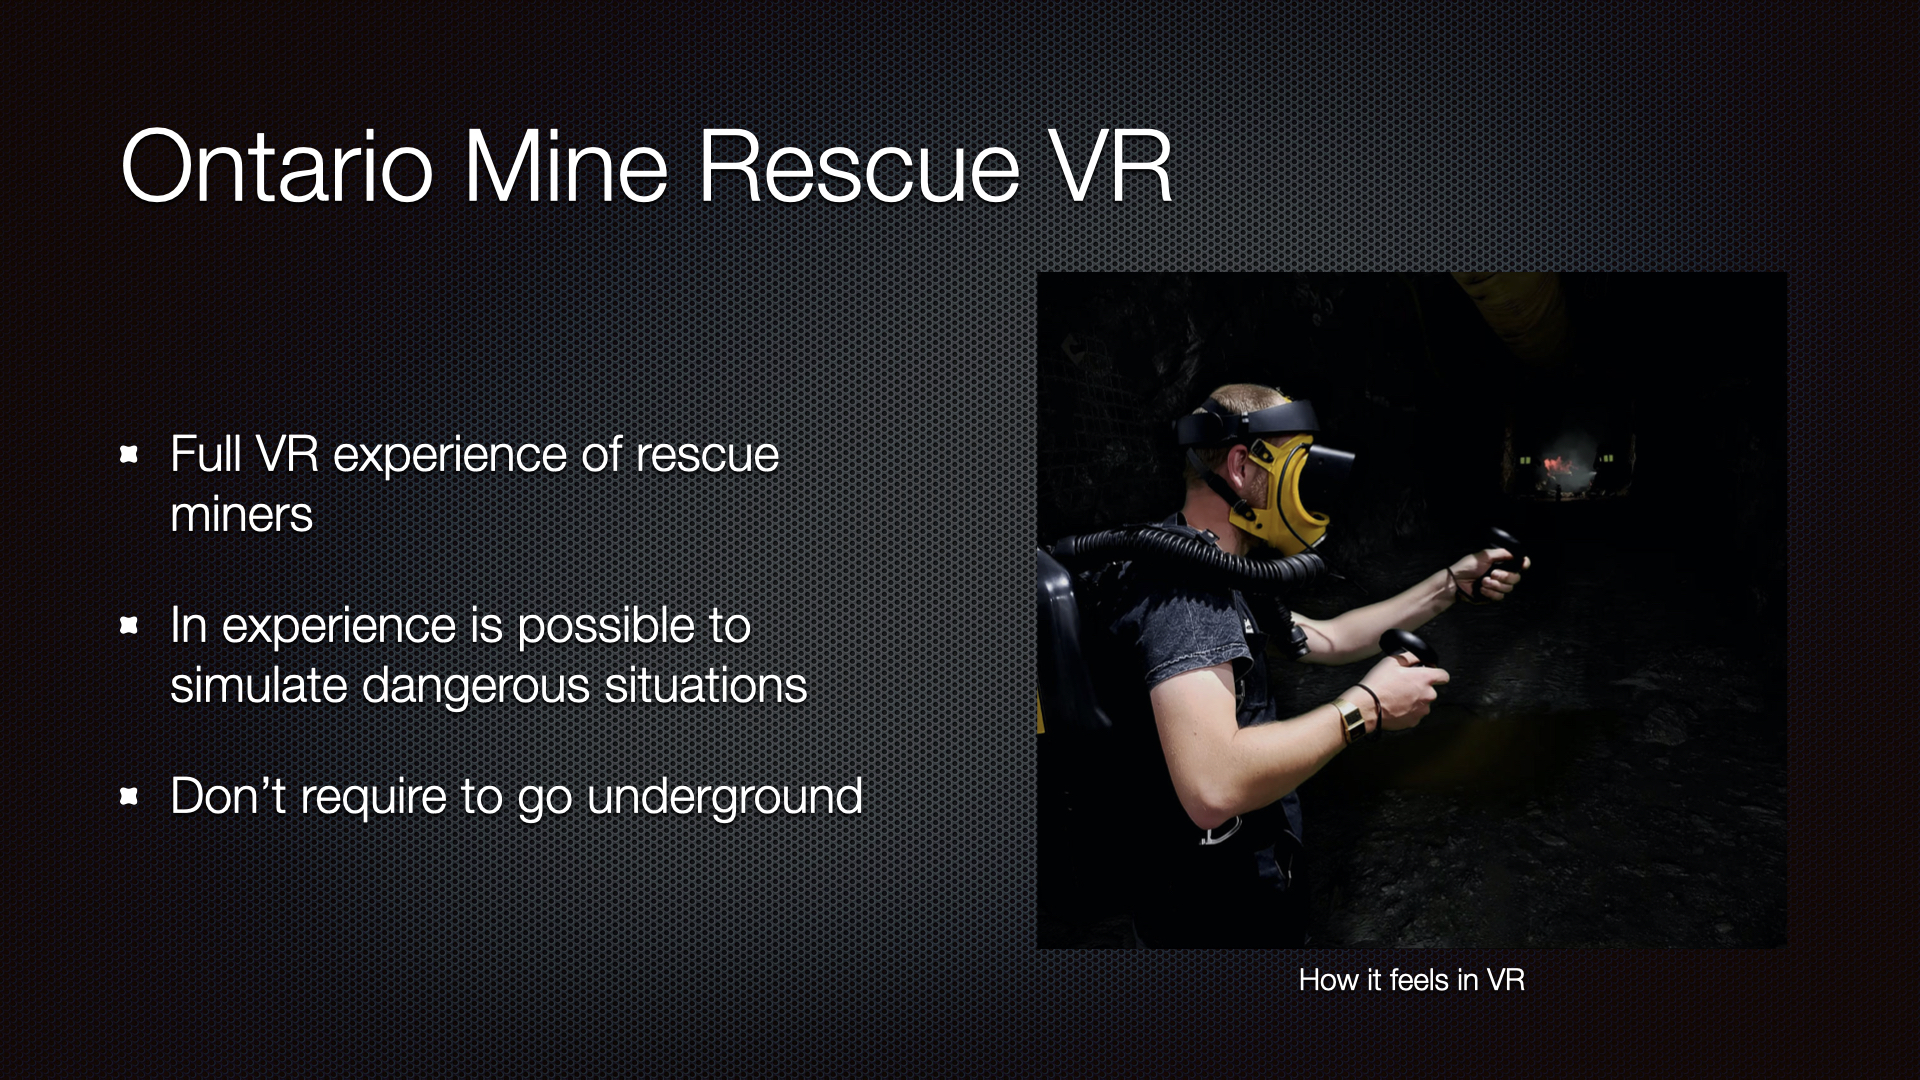 Ontario Mine Rescue VR
Full VR experience of rescue
miners
In experience is possible to
simulate dangerous situations
Don’t require to go underground
How it feels in VR